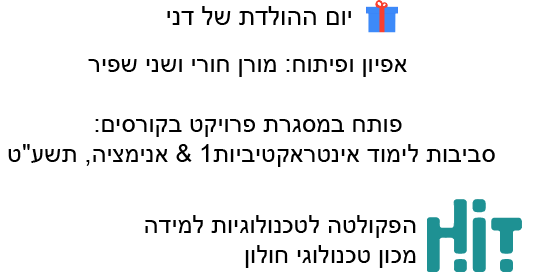 יום ההולדת של דני
אפיון ופיתוח: מורן חורי ושני שפיר
פותח במסגרת פרויקט בקורסים:
סביבות לימוד אינטראקטיביות1 & אנימציה, תשע"ט
הפקולטה לטכנולוגיות למידה
מכון טכנולוגי חולון
HiT